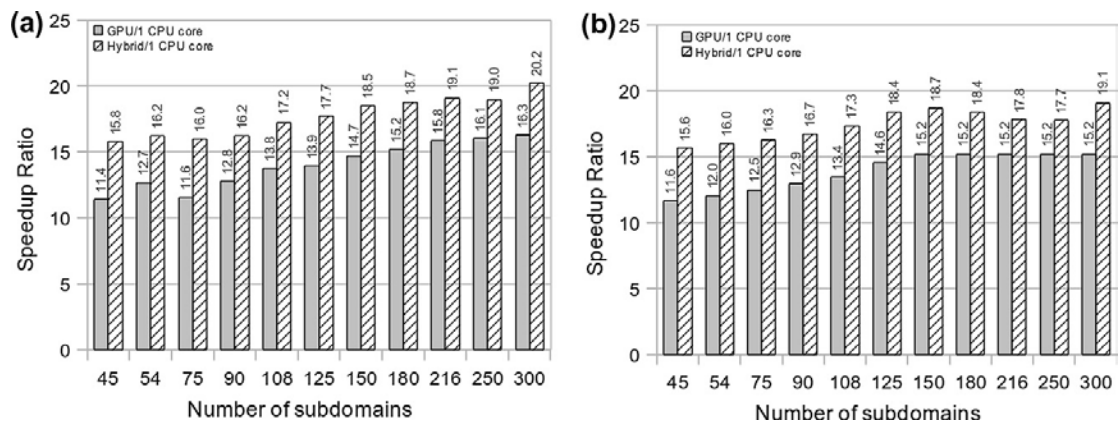 (a)
GPU/1 CPU core
Hybrid/1 CPU core
Speedup Ratio
25
20
15
10
5
0
11.4 15.8 12.7 16.2 11.6 16.0 12.8 16.2 13.8 17.2 13.9 17.7 14.7 18.5 15.2 18.7 15.8 19.1 16.1 19.0 16.3 20.2
45 54 75 90 108 125 150 180 216 250 300
Number of subdomains
(b)
GPU/1 CPU core
Hybrid/1 CPU core
Speedup Ratio
25
20
15
10
5
0
11.6 15.6 12.0 16.0 12.5 16.3 12.9 16.7 13.4 17.3 14.6 18.4 15.2 18.7 15.2 18.4 15.2 17.8 15.2 17.7 15.2 19.1
45 54 75 90 108 125 150 180 216 250 300
Number of subdomains